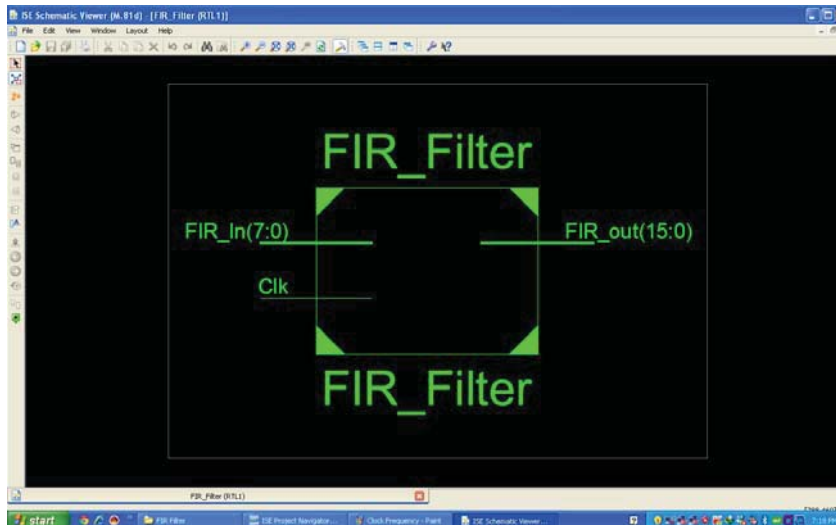 ISE Schematic Viewer (M.81d) - [FIR_Filter (RTL1)]
File Edit View Window Layout Help
FIR_Filter
FIR_In(7:0)
FIR_out(15:0)
Clk
FIR_Filter
FIR_Filter (RTL1)
start
FIR Filter
ISE Project Navigator...
Clock Frequency - Paint
ISE Schematic Viewer...